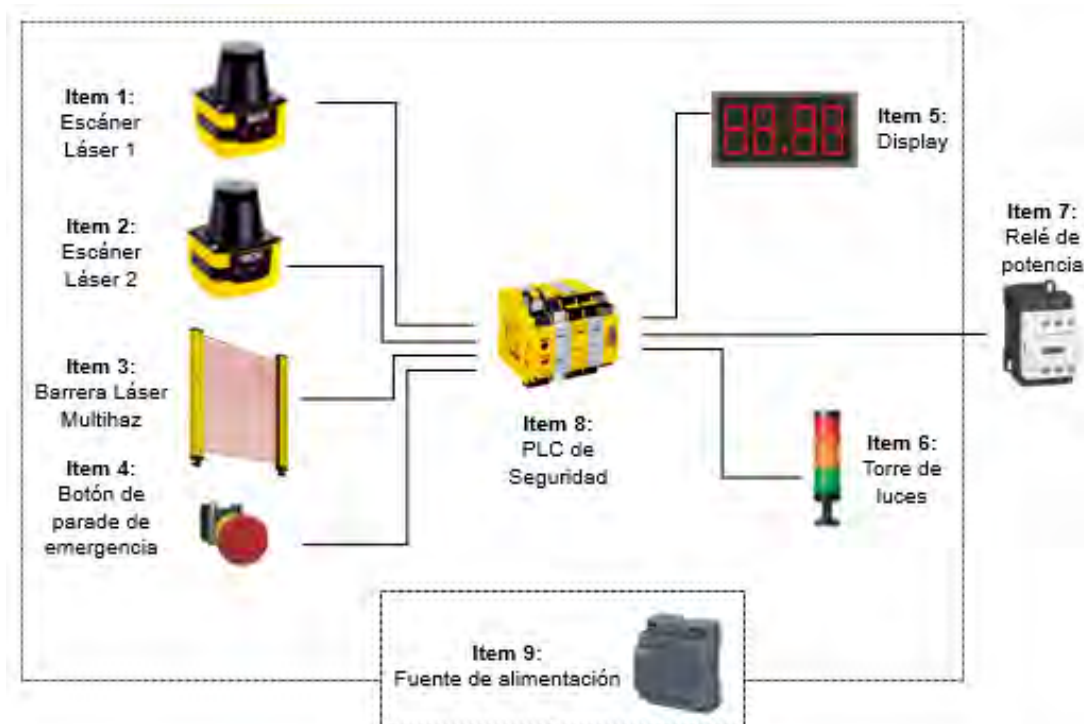 Item 1:
Escáner
Láser 1
Item 2:
Escáner
Láser 2
Item 3:
Barrera Láser
Multihaz
Item 4:
Botón de
parade de
emergencia
Item 8:
PLC de
Seguridad
Item 5:
Display
Item 7:
Relé de
potencia
Item 6:
Torre de
luces
Item 9:
Fuente de alimentación